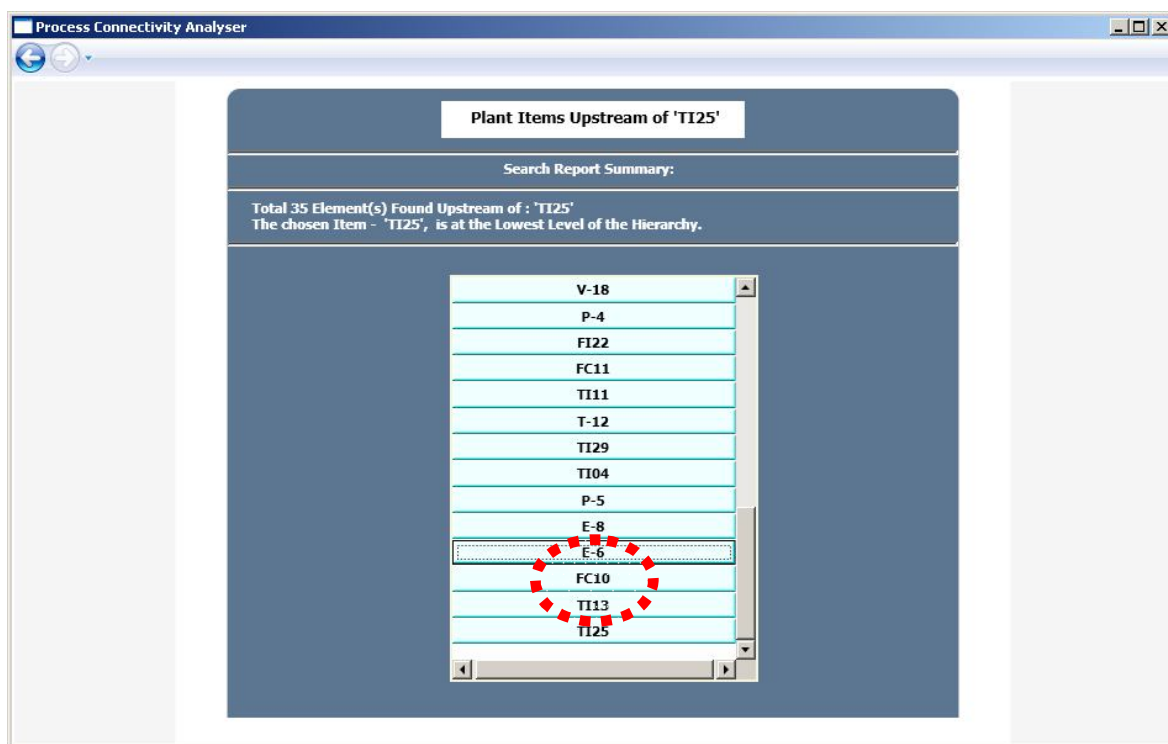 Process Connectivity Analyser
Plant Items Upstream of 'TI25'
Search Report Summary:
Total 35 Element(s) Found Upstream of : 'TI25'
The chosen Item - 'TI25', is at the Lowest Level of the Hierarchy.
V-18
P-4
FI22
FC11
TI11
T-12
TI29
TI04
P-5
E-8
E-6
FC10
TI13
TI25